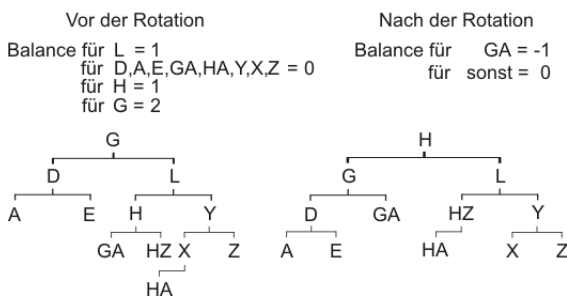 Vor der Rotation
Balance für L = 1
für D,A,E,GA,HA,Y,X,Z = 0
für H = 1
für G = 2
Nach der Rotation
Balance für GA = -1
für sonst = 0
G
D L
A E H Y
GA HZ X Z
HA
H
G L
D GA HZ Y
A E HA X Z